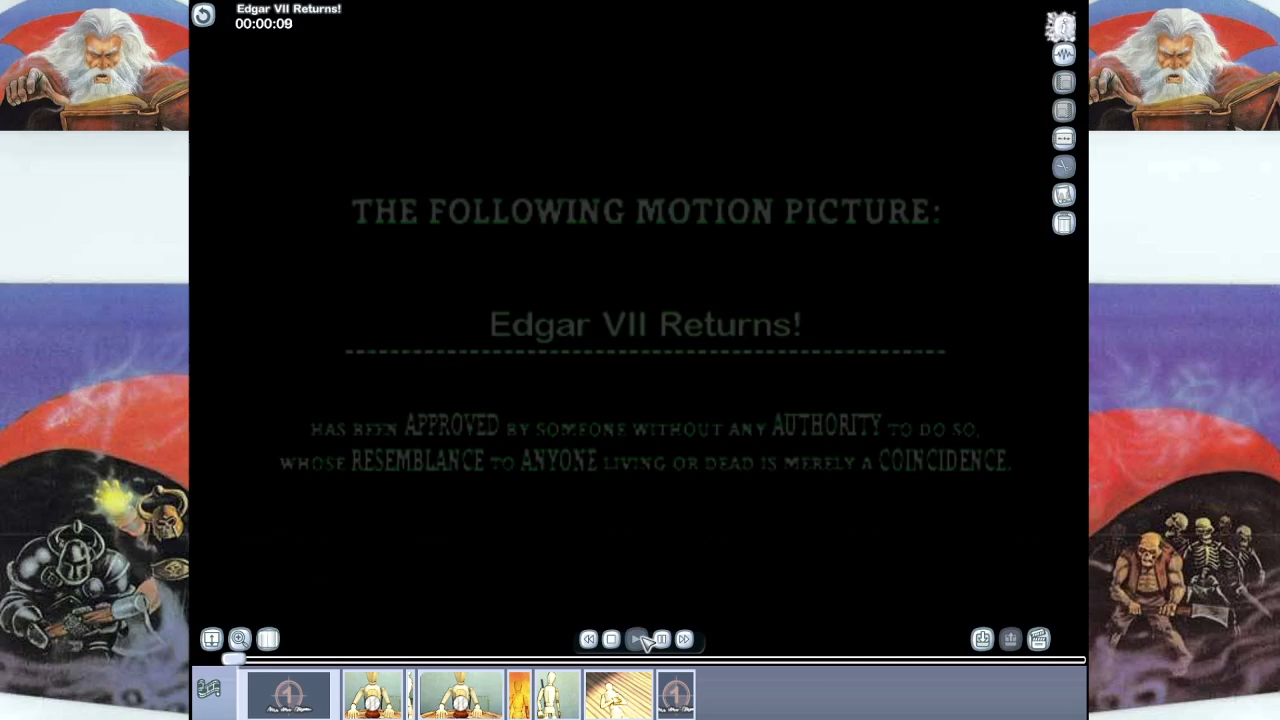 Edgar VII Returns!
00:00:09
THE FOLLOWING MOTION PICTURE:
Edgar VII Returns!
HAS BEEN APPROVED BY SOMEONE WITHOUT ANY AUTHORITY TO DO SO,
WHOSE RESEMBLANCE TO ANYONE LIVING OR DEAD IS MERELY A COINCIDENCE.